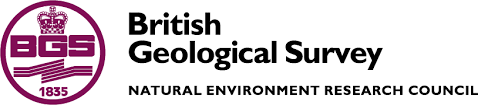 BGS
1835
British
Geological Survey
NATURAL ENVIRONMENT RESEARCH COUNCIL